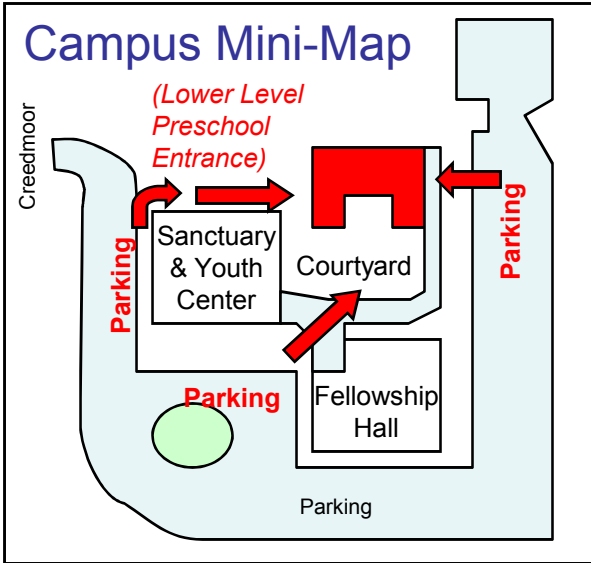 Campus Mini-Map
(Lower Level
Preschool
Entrance)
Creedmoor
Parking
Sanctuary
& Youth
Center
Courtyard
Parking
Parking
Fellowship
Hall
Parking